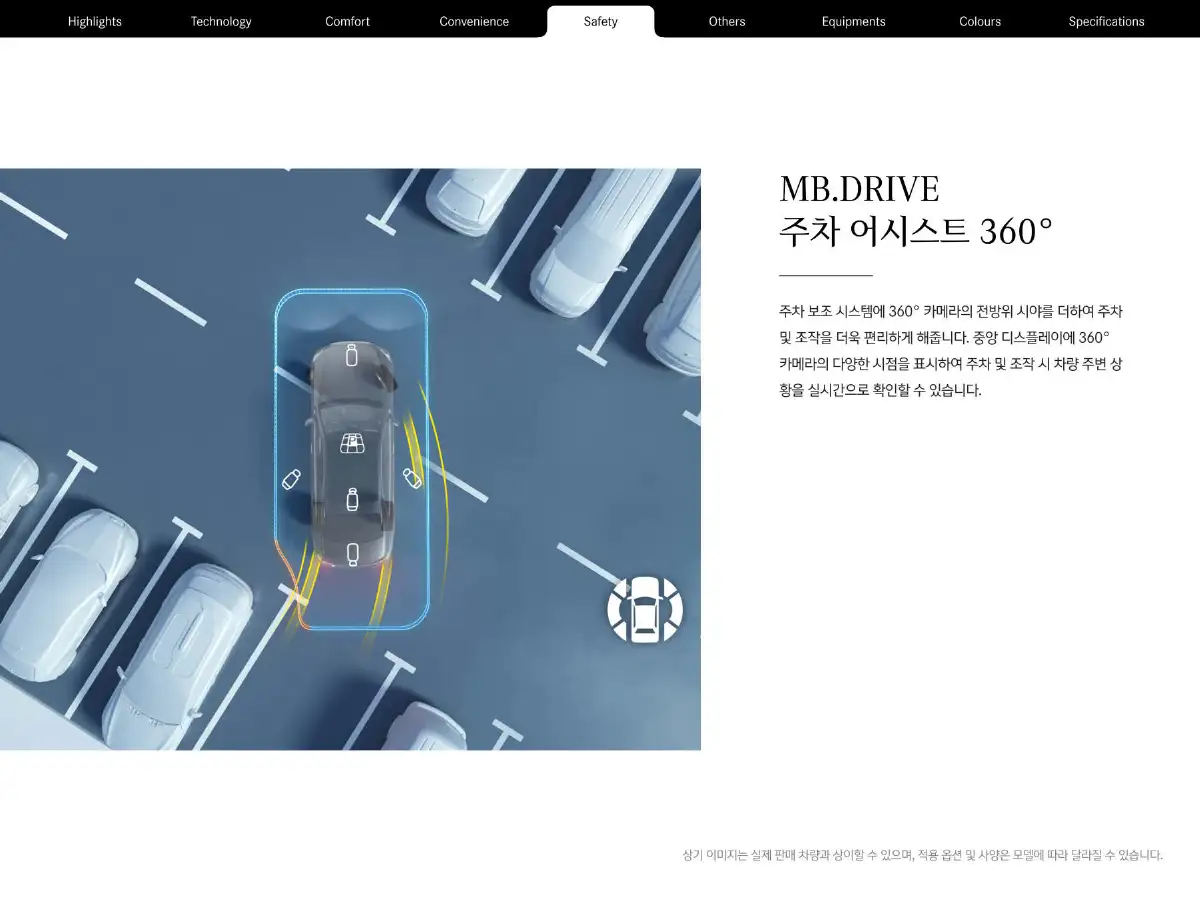 Highlights
Technology
Comfort
Convenience
Safety
Others
Equipments
Colours
Specifications
MB.DRIVE
주차 어시스트 360°
주차 보조 시스템에 360° 카메라의 전방위 시야를 더하여 주차
및 조작을 더욱 편리하게 해줍니다. 중앙 디스플레이에 360°
카메라의 다양한 시점을 표시하여 주차 및 조작 시 차량 주변 상
황을 실시간으로 확인할 수 있습니다.
상기 이미지는 실제 판매 차량과 상이할 수 있으며, 적용 옵션 및 사양은 모델에 따라 달라질 수 있습니다.